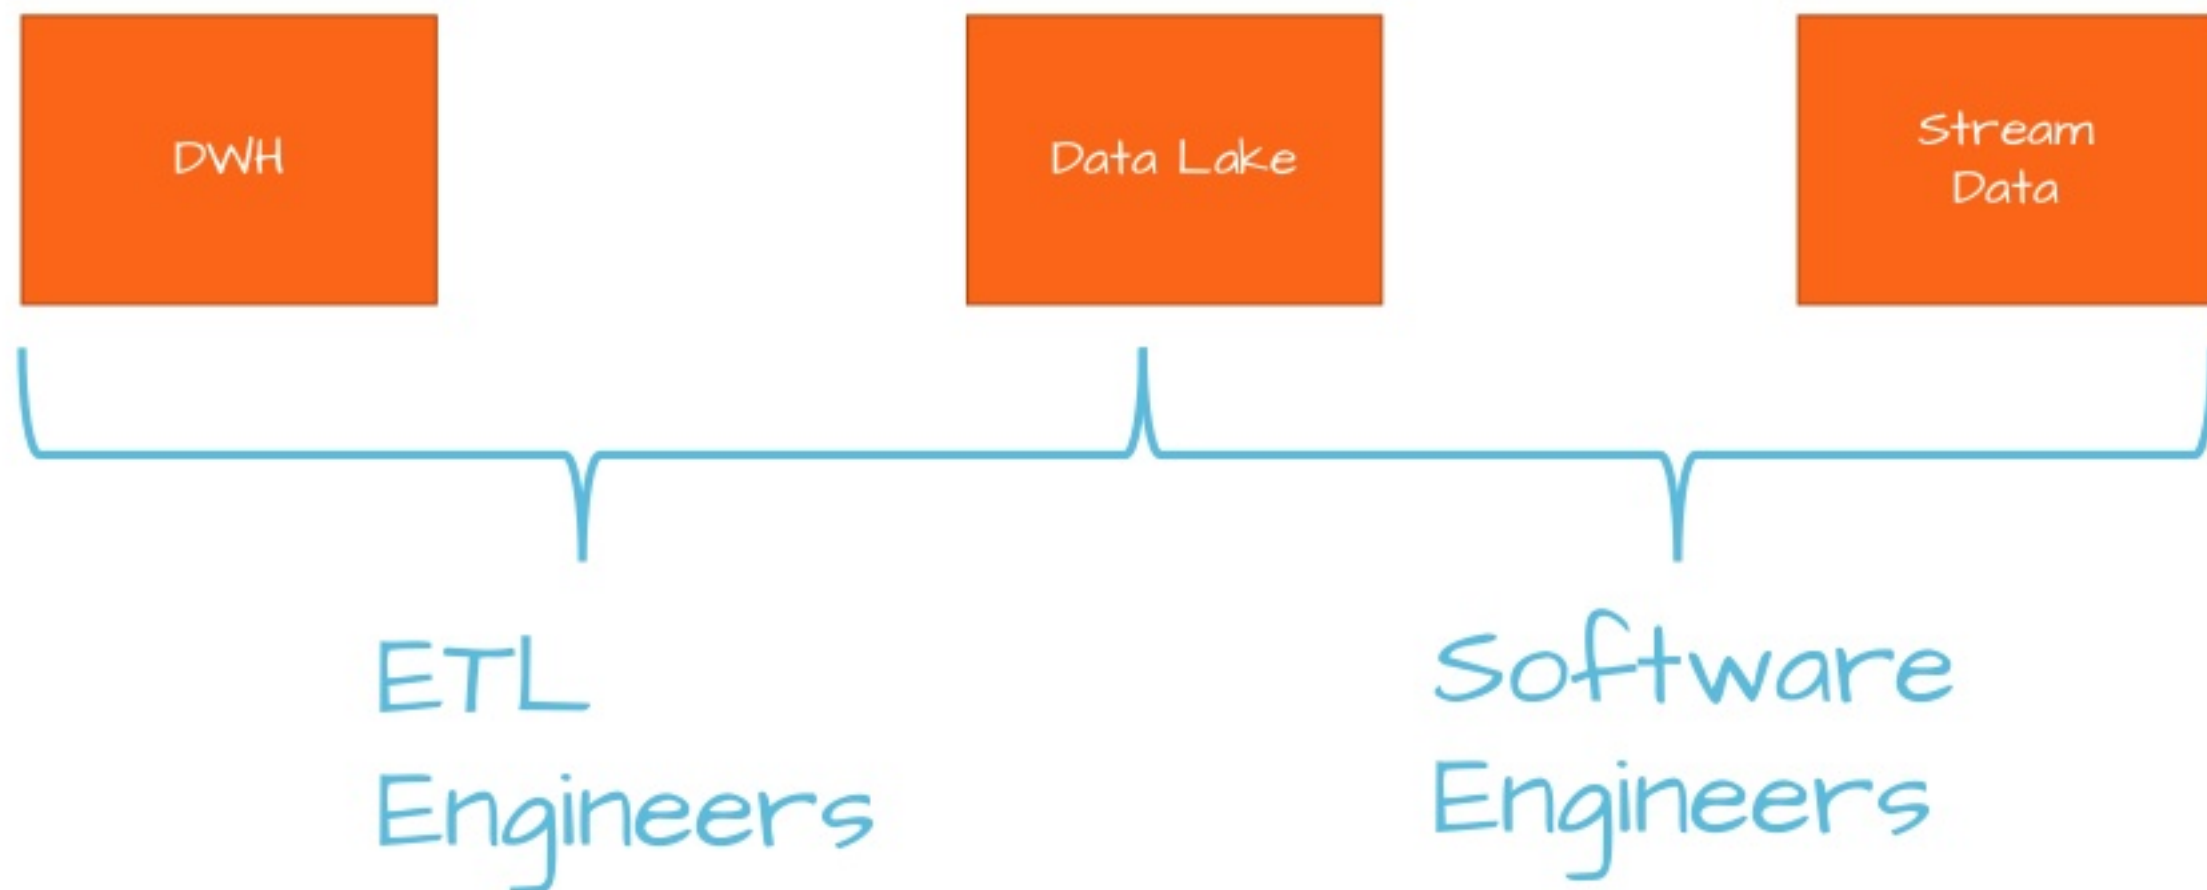 DWH
Data Lake
Stream
Data
ETL
Engineers
Software
Engineers